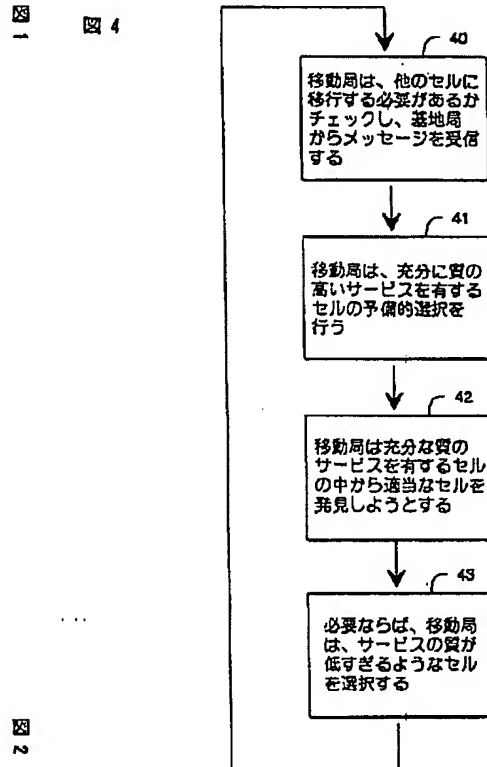 図1
図4
40
移動局は、他のセルに
移行する必要があるか
チェックし、基地局
からメッセージを受信
する
41
移動局は、充分に質の
高いサービスを有する
セルの予備的選択を
行う
42
移動局は充分な質の
サービスを有するセル
の中から適当なセルを
発見しようとする
43
必要ならば、移動局
は、サービスの質が
低すぎるようなセル
を選択する
図2